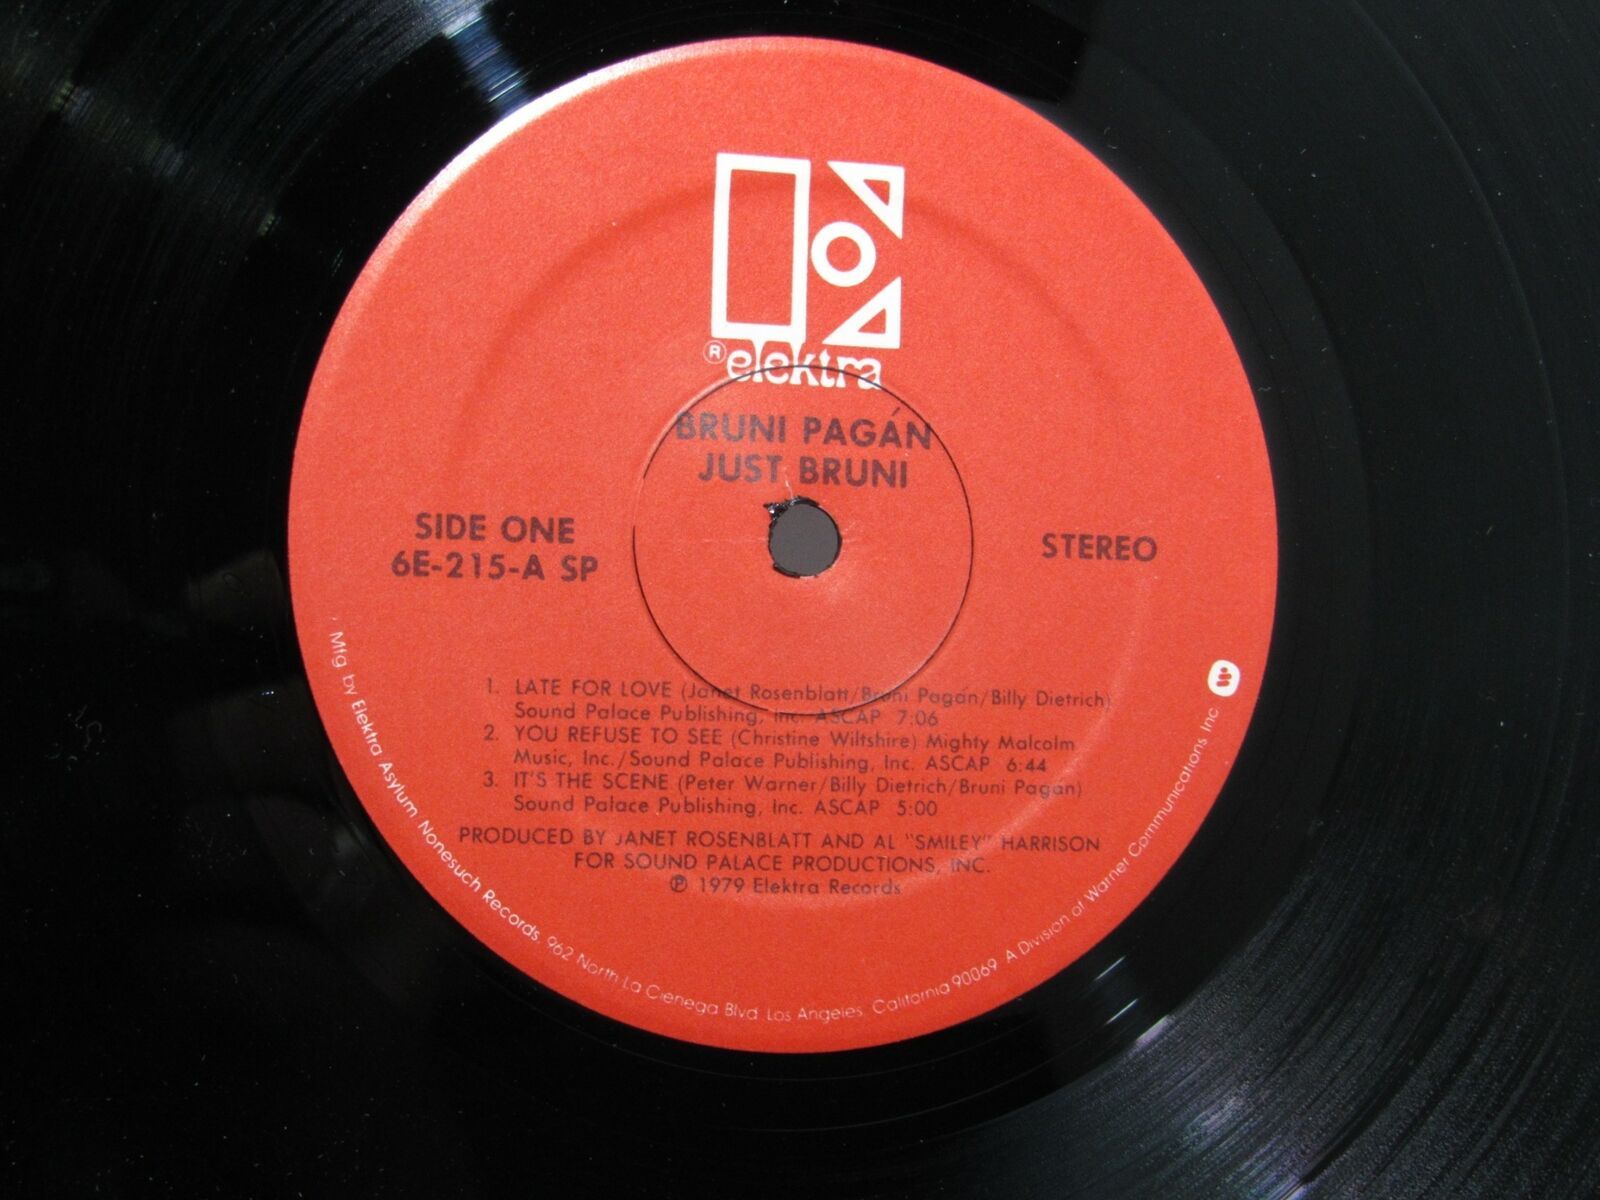 ® elektra
BRUNI PAGÁN
JUST BRUNI
SIDE ONE
6E-215-A SP
STEREO
1. LATE FOR LOVE (Janet Rosenblatt/Bruni Pagán/Billy Dietrich)
Sound Palace Publishing, Inc. ASCAP 7:06
2. YOU REFUSE TO SEE (Christine Wiltshire) Mighty Malcolm
Music, Inc./Sound Palace Publishing, Inc. ASCAP 6:44
3. IT'S THE SCENE (Peter Warner/Billy Dietrich/Bruni Pagán)
Sound Palace Publishing, Inc. ASCAP 5:00
PRODUCED BY JANET ROSENBLATT AND AL "SMILEY" HARRISON
FOR SOUND PALACE PRODUCTIONS, INC.
℗ 1979 Elektra Records
Mfg by Elektra Asylum Nonesuch Records, 962 North La Cienega Blvd. Los Angeles, California 90069 A Division of Warner Communications Inc